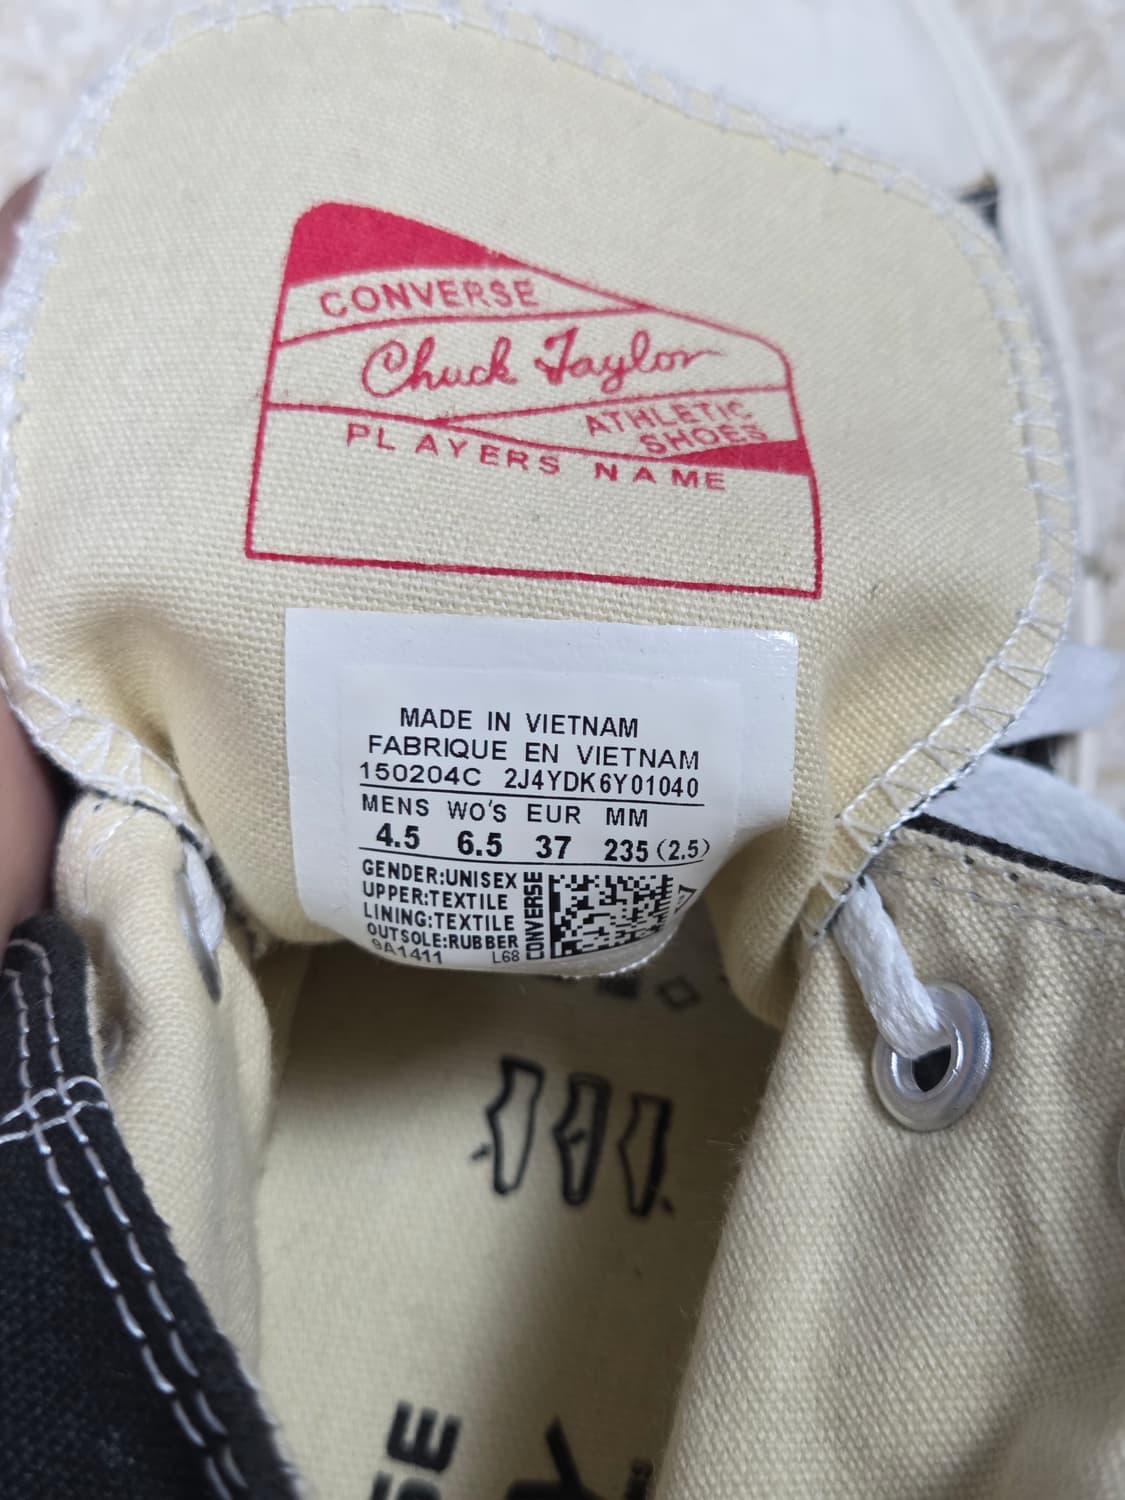 CONVERSE
Chuck Taylor
ATHLETIC
SHOES
PLAYERS NAME
MADE IN VIETNAM
FABRIQUE EN VIETNAM
150204C 2J4YDK6Y01040
MENS WO'S EUR MM
4.5 6.5 37 235 (2.5)
GENDER:UNISEX
UPPER:TEXTILE
LINING:TEXTILE
OUTSOLE:RUBBER
9A1411 L68
CONVERSE